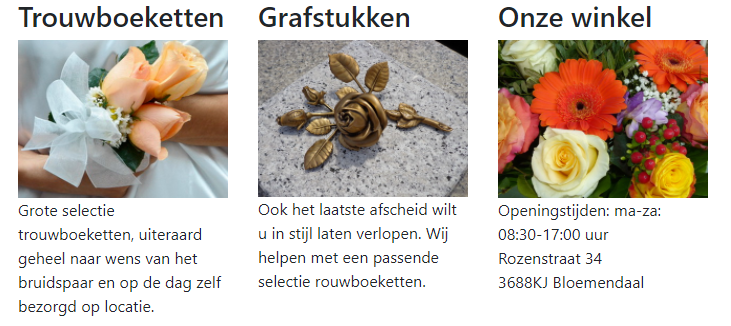 Trouwboeketten
Grote selectie
trouwboeketten, uiteraard
geheel naar wens van het
bruidspaar en op de dag zelf
bezorgd op locatie.
Grafstukken
Ook het laatste afscheid wilt
u in stijl laten verlopen. Wij
helpen met een passende
selectie rouwboeketten.
Onze winkel
Openingstijden: ma-za:
08:30-17:00 uur
Rozenstraat 34
3688KJ Bloemendaal